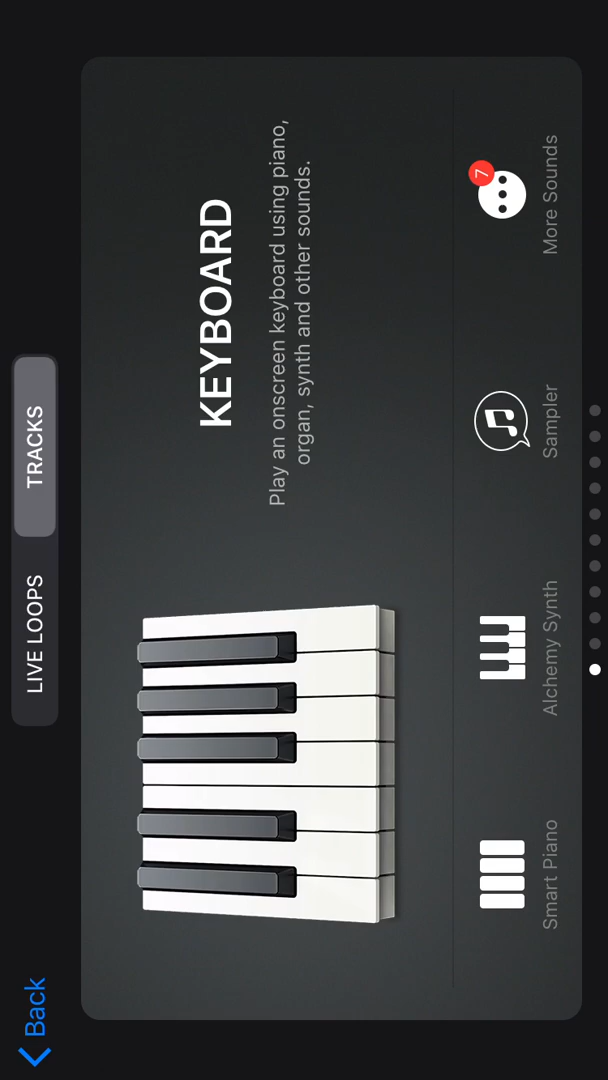 Back
LIVE LOOPS
TRACKS
KEYBOARD
Play an onscreen keyboard using piano,
organ, synth and other sounds.
Smart Piano
Alchemy Synth
Sampler
7
More Sounds